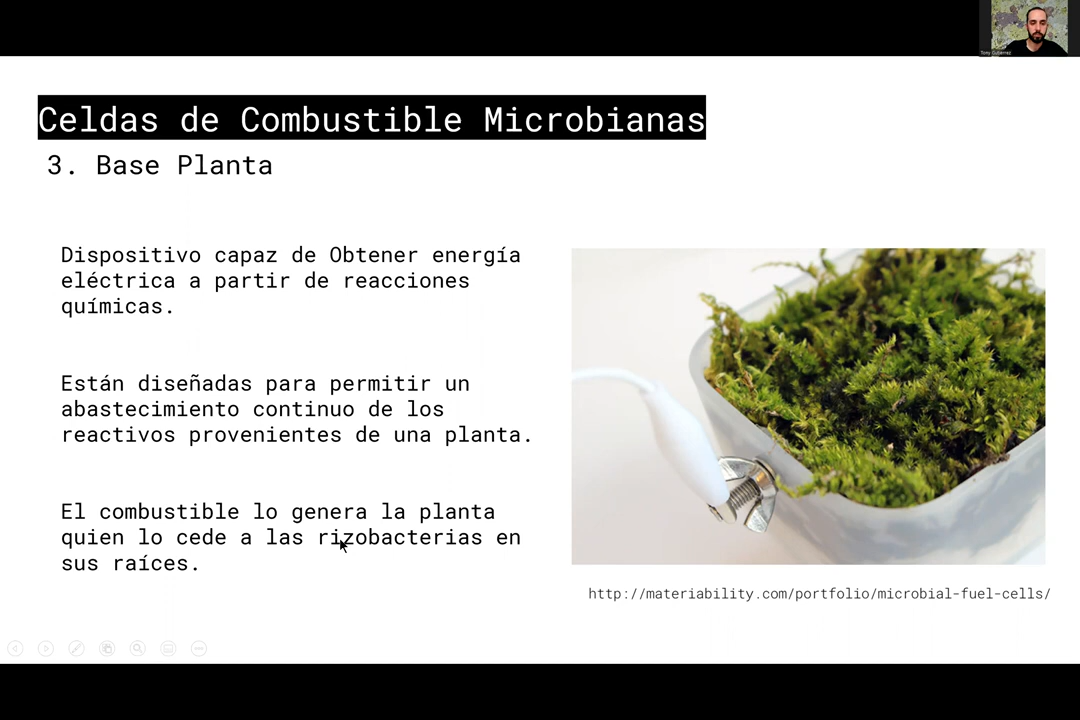 Tony Gutierrez
Celdas de Combustible Microbianas
3. Base Planta
Dispositivo capaz de Obtener energía
eléctrica a partir de reacciones
químicas.
Están diseñadas para permitir un
abastecimiento continuo de los
reactivos provenientes de una planta.
El combustible lo genera la planta
quien lo cede a las rizobacterias en
sus raíces.
http://materiability.com/portfolio/microbial-fuel-cells/